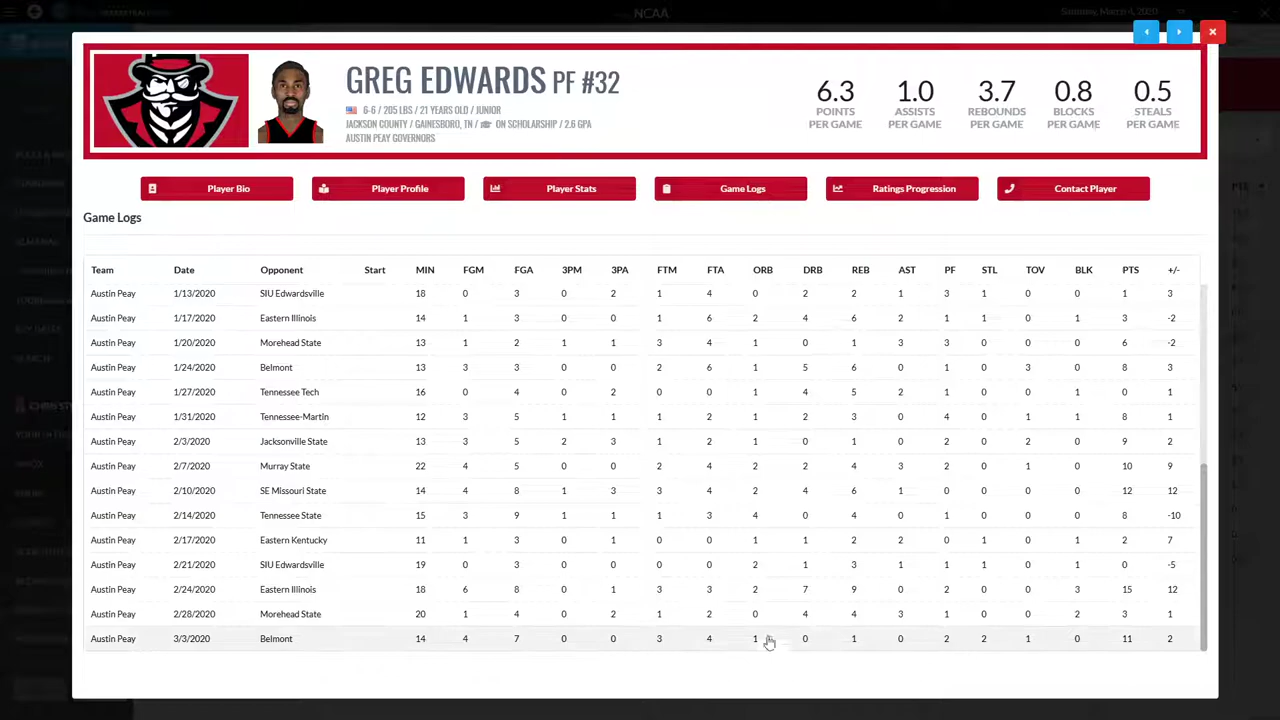 NCAA
GREG EDWARDS PF #32
6-6 / 205 LBS / 21 YEARS OLD / JUNIOR
JACKSON COUNTY / GAINESBORO, TN / ON SCHOLARSHIP / 2.6 GPA
AUSTIN PEAY GOVERNORS
6.3 1.0 3.7 0.8 0.5
POINTS ASSISTS REBOUNDS BLOCKS STEALS
PER GAME PER GAME PER GAME PER GAME PER GAME
Player Bio Player Profile Player Stats Game Logs Ratings Progression Contact Player
Game Logs
Team Date Opponent Start MIN FGM FGA 3PM 3PA FTM FTA ORB DRB REB AST PF STL TOV BLK PTS +/-
Austin Peay 1/13/2020 SIU Edwardsville 18 0 3 0 2 1 4 0 2 2 1 3 1 0 0 1 3
Austin Peay 1/17/2020 Eastern Illinois 14 1 3 0 0 1 6 2 4 6 2 1 1 0 1 3 -2
Austin Peay 1/20/2020 Morehead State 13 1 2 1 1 3 4 1 0 1 3 3 0 0 0 6 -2
Austin Peay 1/24/2020 Belmont 13 3 3 0 0 2 6 1 5 6 0 1 0 3 0 8 3
Austin Peay 1/27/2020 Tennessee Tech 16 0 4 0 2 0 0 1 4 5 2 1 0 0 1 0 1
Austin Peay 1/31/2020 Tennessee-Martin 12 3 5 1 1 1 2 1 2 3 0 4 0 1 1 8 1
Austin Peay 2/3/2020 Jacksonville State 13 3 5 2 3 1 2 1 0 1 0 2 0 2 0 9 2
Austin Peay 2/7/2020 Murray State 22 4 5 0 0 2 4 2 2 4 3 2 0 1 0 10 9
Austin Peay 2/10/2020 SE Missouri State 14 4 8 1 3 3 4 2 4 6 1 0 0 0 0 12 12
Austin Peay 2/14/2020 Tennessee State 15 3 9 1 1 1 3 4 0 4 0 1 0 0 0 8 -10
Austin Peay 2/17/2020 Eastern Kentucky 11 1 3 0 1 0 0 1 1 2 2 0 1 0 1 2 7
Austin Peay 2/21/2020 SIU Edwardsville 19 0 3 0 0 0 0 2 1 3 1 1 1 0 1 0 -5
Austin Peay 2/24/2020 Eastern Illinois 18 6 8 0 1 3 3 2 7 9 0 2 0 0 3 15 12
Austin Peay 2/28/2020 Morehead State 20 1 4 0 2 1 2 0 4 4 3 1 0 0 2 3 1
Austin Peay 3/3/2020 Belmont 14 4 7 0 0 3 4 1 0 1 0 2 2 1 0 11 2